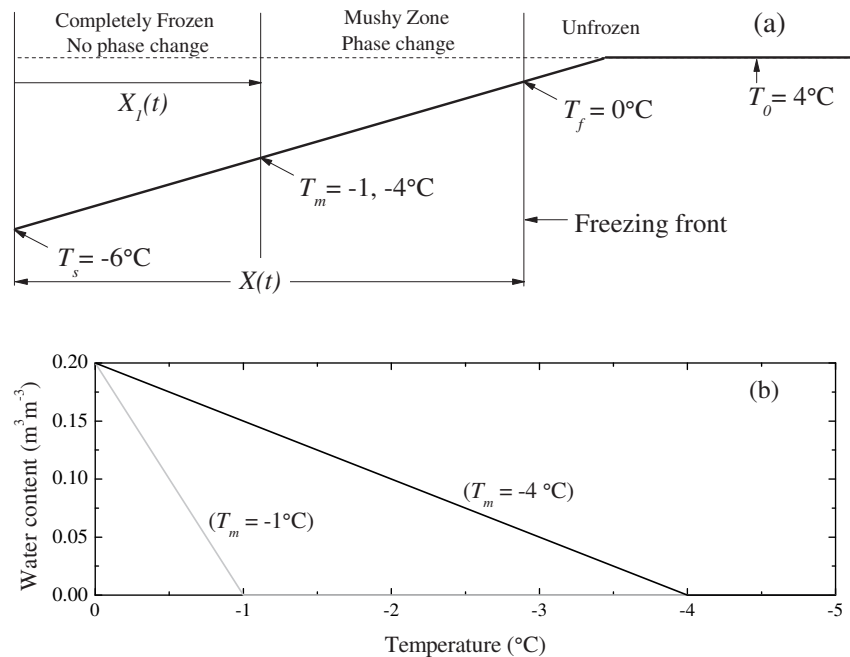 Completely Frozen
No phase change
Mushy Zone
Phase change
Unfrozen
(a)
X1(t)
Tf = 0°C
T0 = 4°C
Tm = -1, -4°C
Freezing front
Ts = -6°C
X(t)
(b)
0.20
0.15
0.10
0.05
0.00
Water content (m³m⁻³)
(Tm = -4 °C)
(Tm = -1°C)
0 -1 -2 -3 -4 -5
Temperature (°C)